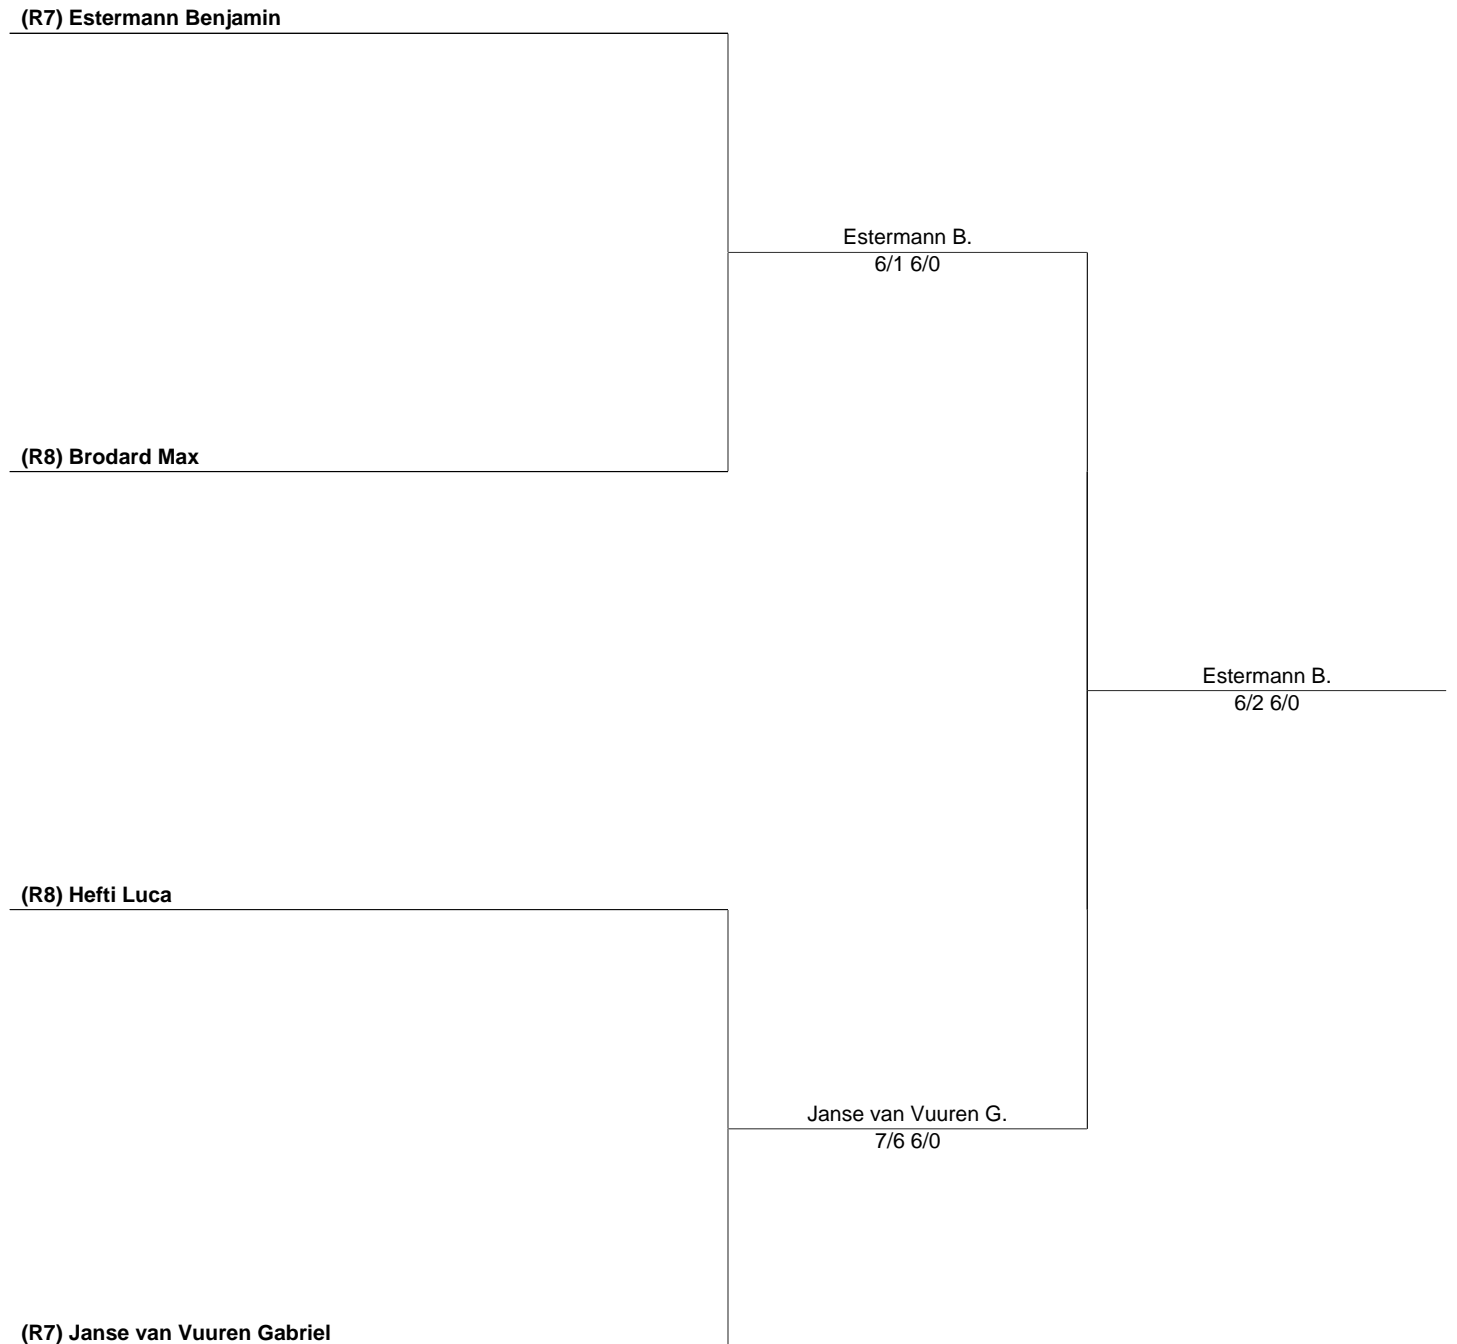 (R7) Estermann Benjamin
Estermann B.
6/1 6/0
(R8) Brodard Max
Estermann B.
6/2 6/0
(R8) Hefti Luca
Janse van Vuuren G.
7/6 6/0
(R7) Janse van Vuuren Gabriel